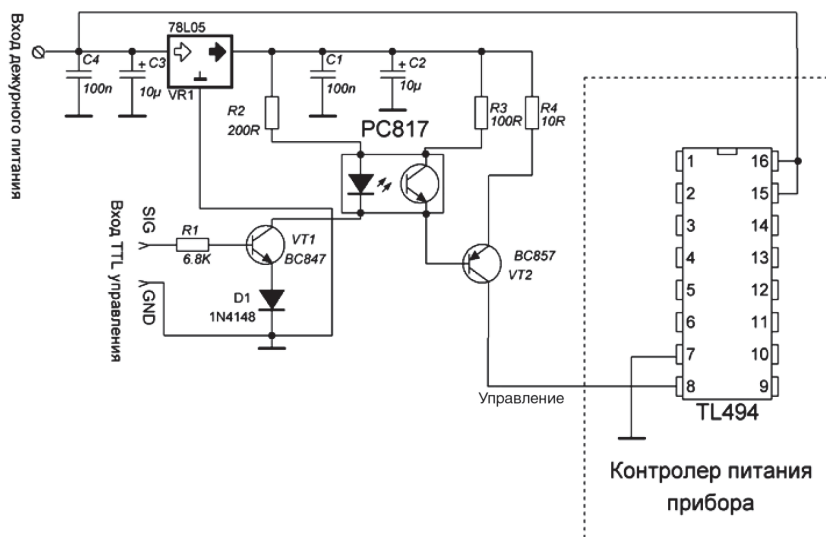 Вход дежурного питания
78L05
C4
100n
+ C3
10µ
VR1
C1
100n
+ C2
10µ
R2
200R
PC817
R3
100R
R4
10R
Вход TTL управления
SIG
GND
R1
6.8K
VT1
BC847
D1
1N4148
BC857
VT2
Управление
1 16
2 15
3 14
4 13
5 12
6 11
7 10
8 9
TL494
Контролер питания
прибора